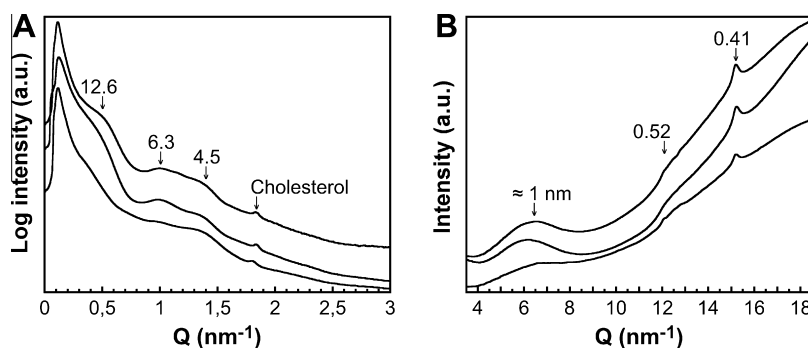 A
12.6
6.3
4.5
Cholesterol
Log intensity (a.u.)
0 0,5 1 1,5 2 2,5 3
Q (nm⁻¹)
B
0.41
0.52
≈ 1 nm
Intensity (a.u.)
4 6 8 10 12 14 16 18
Q (nm⁻¹)